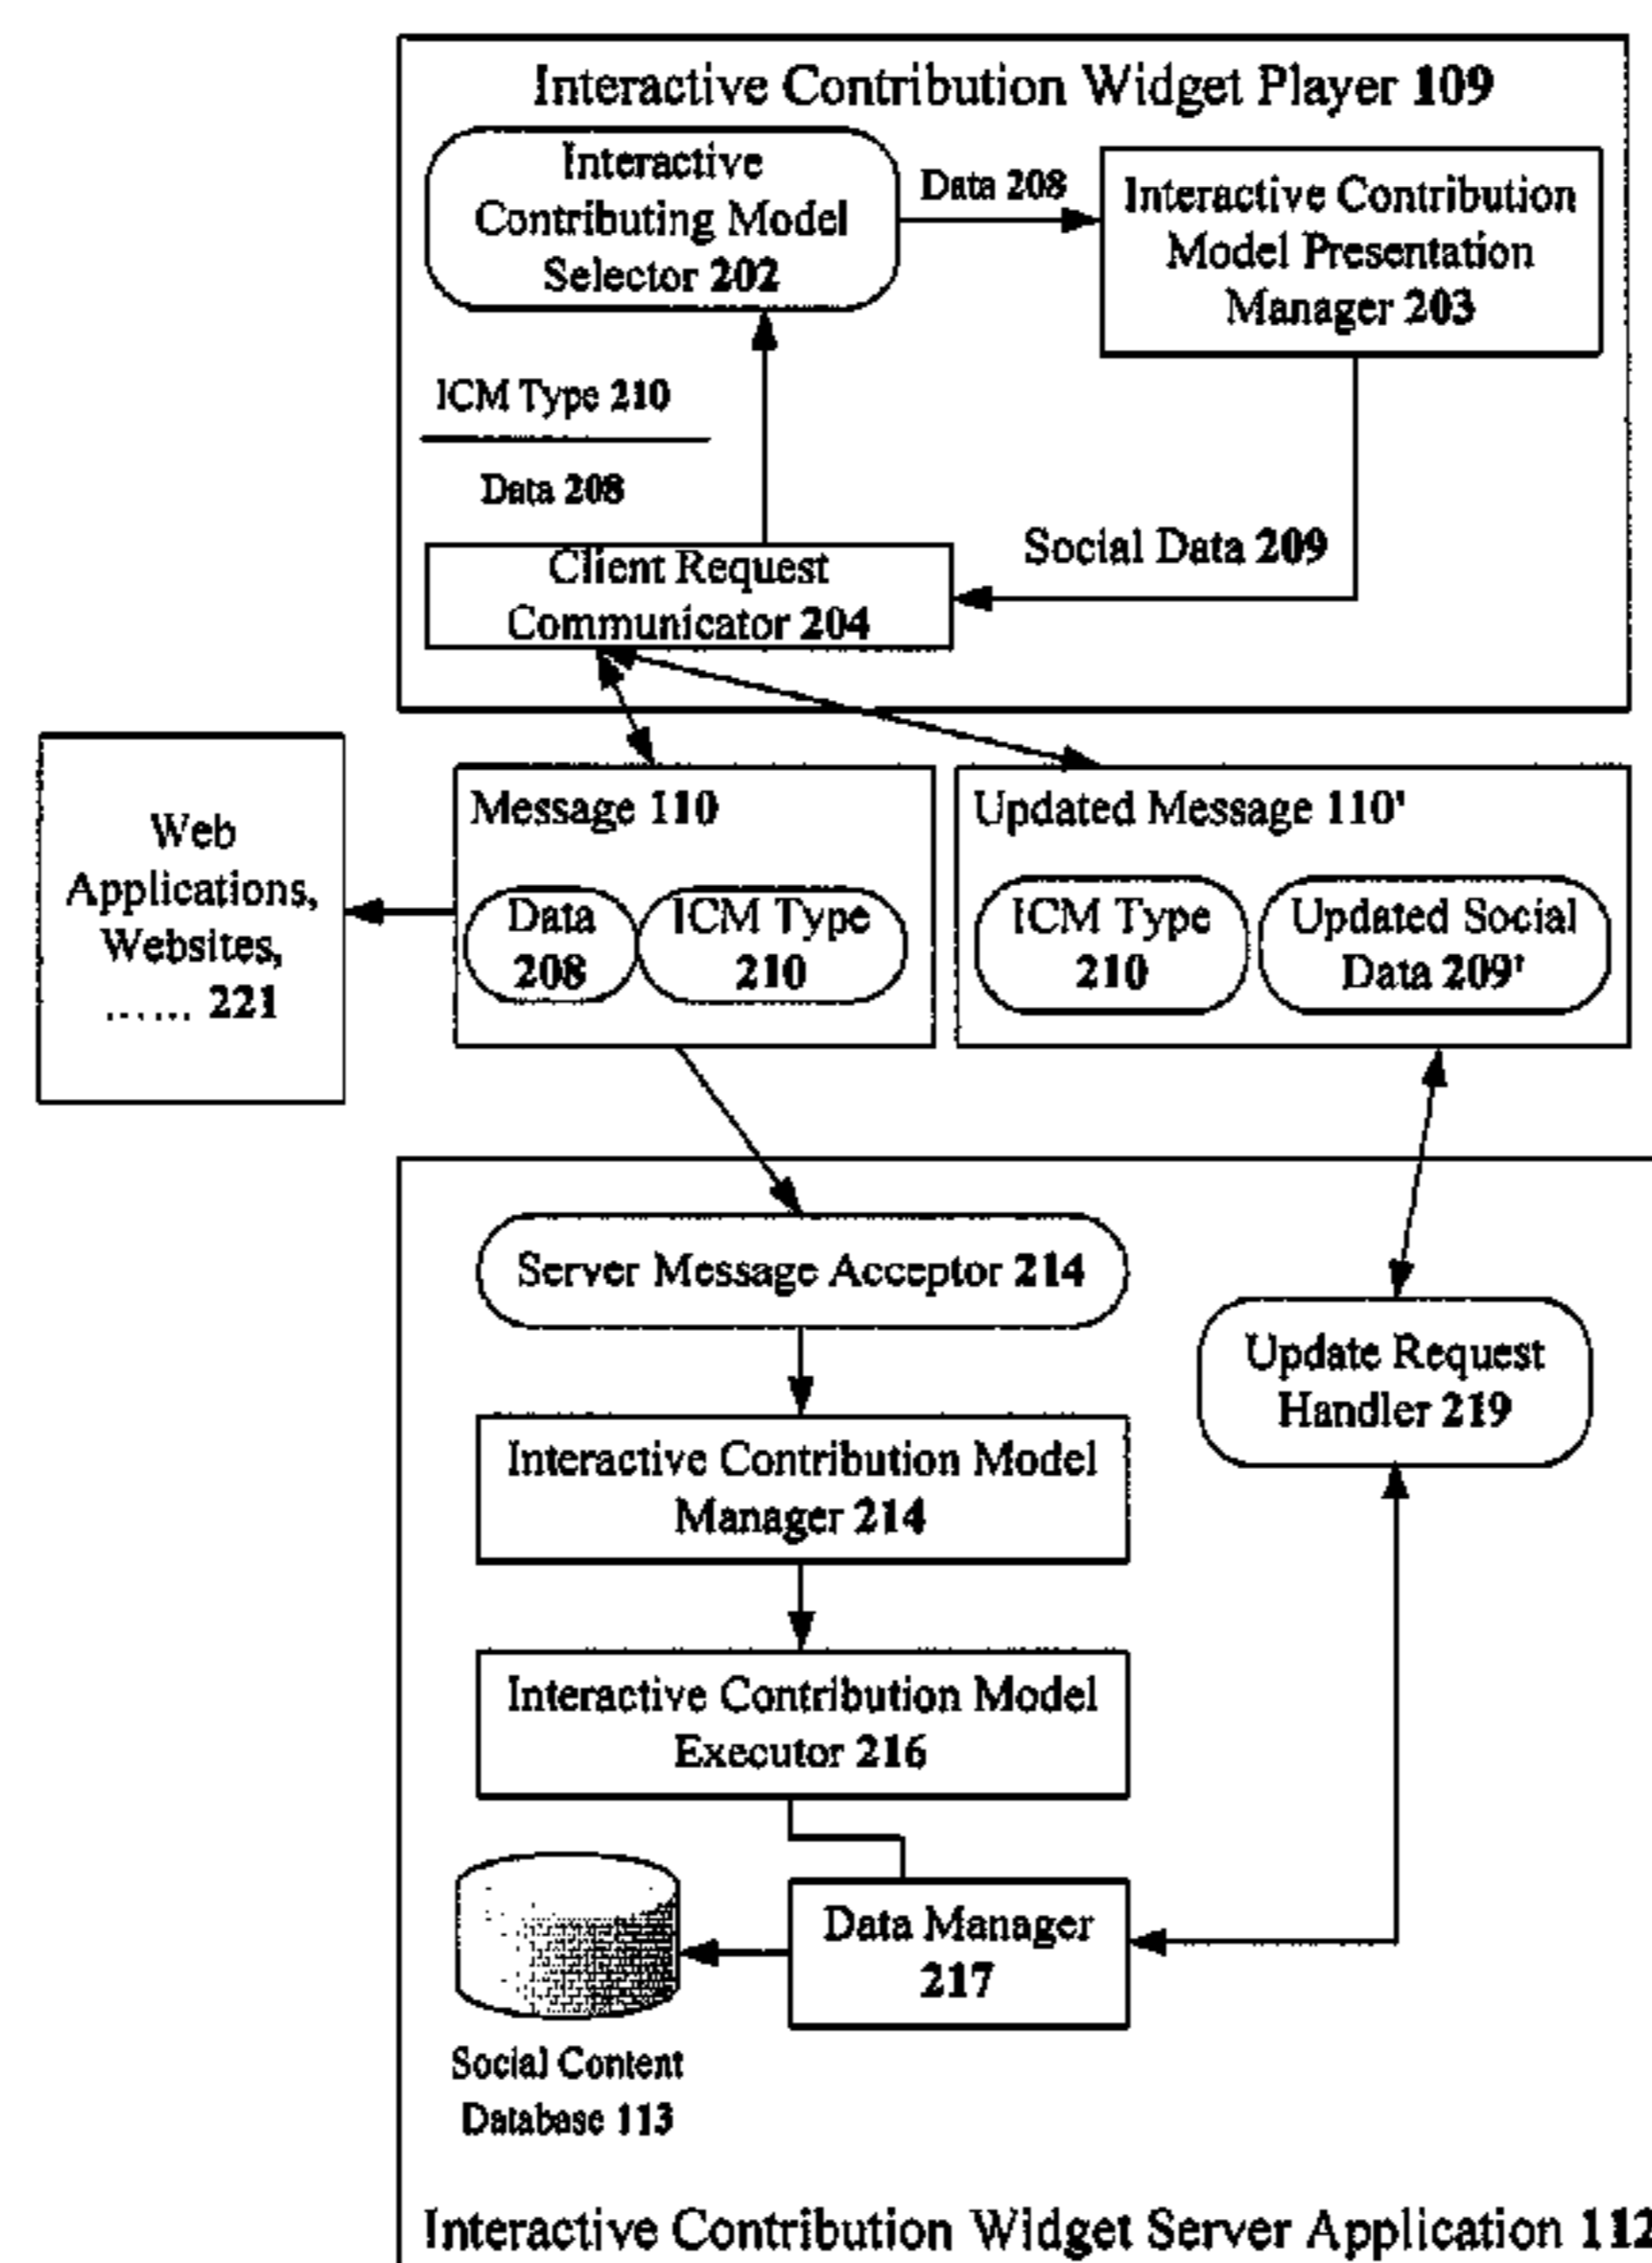 Interactive Contribution Widget Player 109
Interactive
Contributing Model
Selector 202
Data 208
Interactive Contribution
Model Presentation
Manager 203
ICM Type 210
Data 208
Social Data 209
Client Request
Communicator 204
Web
Applications,
Websites,
...... 221
Message 110
Data
208
ICM Type
210
Updated Message 110'
ICM Type
210
Updated Social
Data 209'
Server Message Acceptor 214
Update Request
Handler 219
Interactive Contribution Model
Manager 214
Interactive Contribution Model
Executor 216
Data Manager
217
Social Content
Database 113
Interactive Contribution Widget Server Application 112